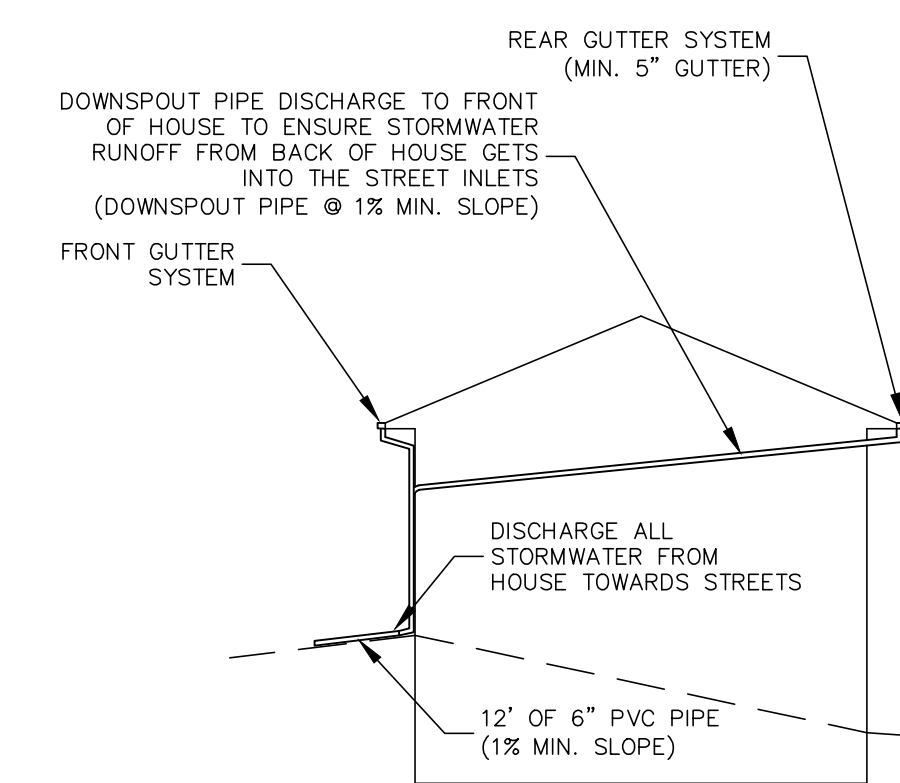 REAR GUTTER SYSTEM
(MIN. 5” GUTTER)
DOWNSPOUT PIPE DISCHARGE TO FRONT
OF HOUSE TO ENSURE STORMWATER
RUNOFF FROM BACK OF HOUSE GETS
INTO THE STREET INLETS
(DOWNSPOUT PIPE @ 1% MIN. SLOPE)
FRONT GUTTER
SYSTEM
DISCHARGE ALL
STORMWATER FROM
HOUSE TOWARDS STREETS
12' OF 6” PVC PIPE
(1% MIN. SLOPE)